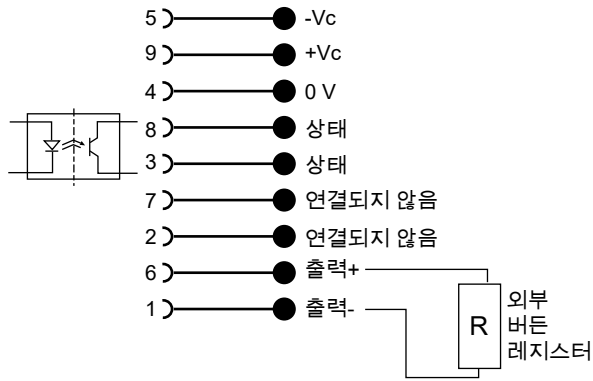 5 -Vc
9 +Vc
4 0 V
8 상태
3 상태
7 연결되지 않음
2 연결되지 않음
6 출력+
1 출력-
R
외부
버든
레지스터